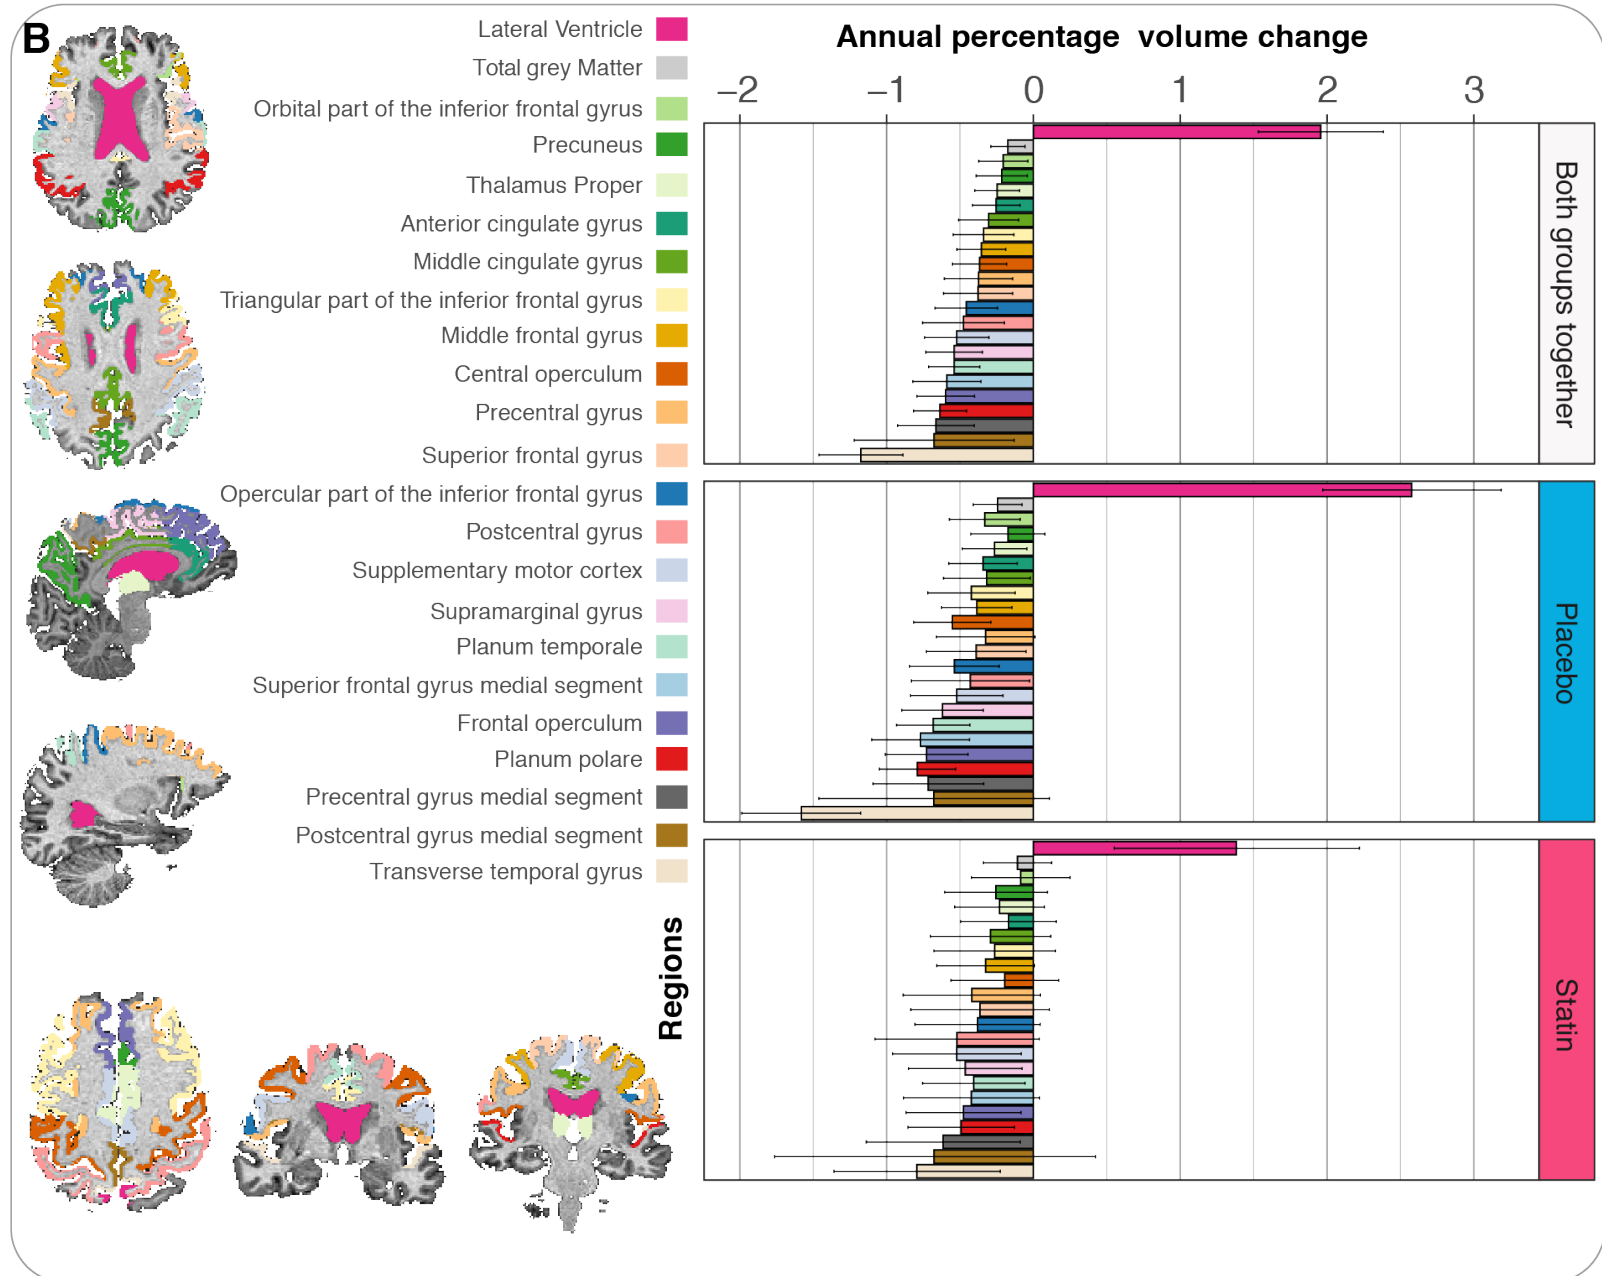 B
Lateral Ventricle
Total grey Matter
Orbital part of the inferior frontal gyrus
Precuneus
Thalamus Proper
Anterior cingulate gyrus
Middle cingulate gyrus
Triangular part of the inferior frontal gyrus
Middle frontal gyrus
Central operculum
Precentral gyrus
Superior frontal gyrus
Opercular part of the inferior frontal gyrus
Postcentral gyrus
Supplementary motor cortex
Supramarginal gyrus
Planum temporale
Superior frontal gyrus medial segment
Frontal operculum
Planum polare
Precentral gyrus medial segment
Postcentral gyrus medial segment
Transverse temporal gyrus
Regions
Annual percentage volume change
−2 −1 0 1 2 3
Both groups together
Placebo
Statin